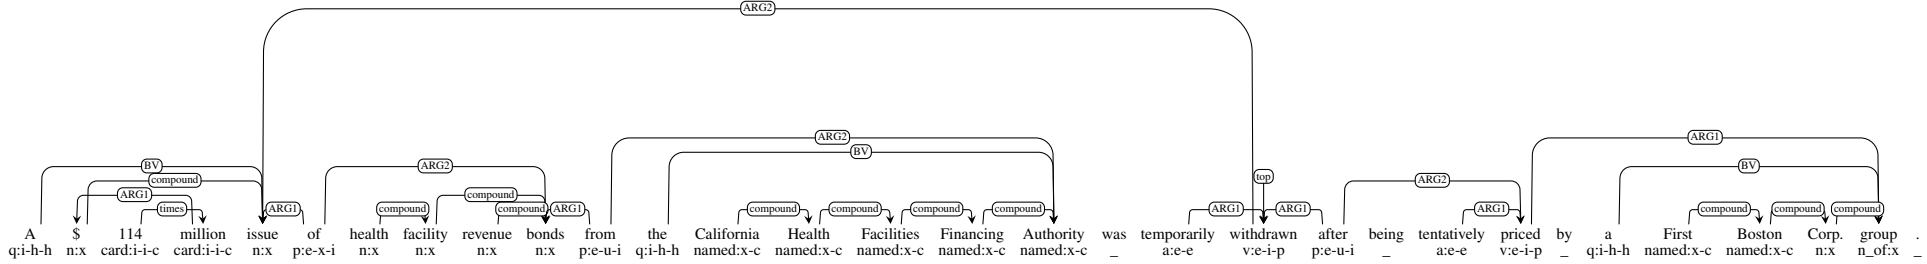 ARG2
ARG2 ARG1
BV
BV ARG2 BV
compound top ARG2
ARG1 compound
times ARG1 compound compound ARG1 compound compound compound compound ARG1 ARG1 ARG1 compound compound compound
A $ 114 million issue of health facility revenue bonds from the California Health Facilities Financing Authority was temporarily withdrawn after being tentatively priced by a First Boston Corp. group .
q:i-h-h n:x card:i-i-c card:i-i-c n:x p:e-x-i n:x n:x n:x n:x p:e-u-i q:i-h-h named:x-c named:x-c named:x-c named:x-c named:x-c _ a:e-e v:e-i-p p:e-u-i _ a:e-e v:e-i-p _ q:i-h-h named:x-c named:x-c n:x n_of:x _